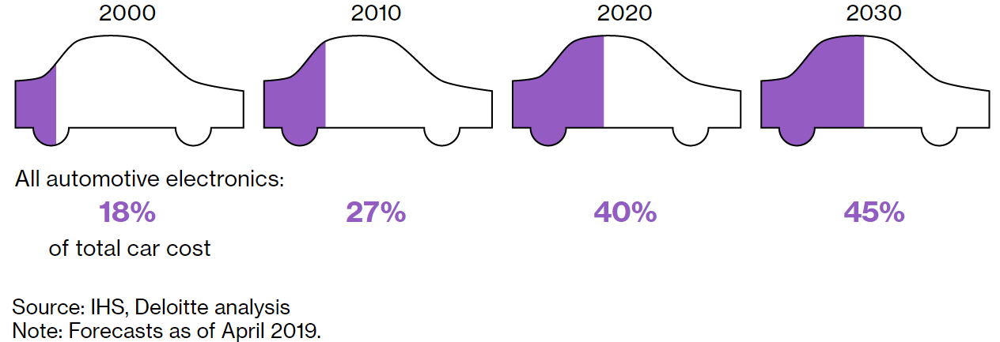 2000 2010 2020 2030
All automotive electronics:
18% 27% 40% 45%
of total car cost
Source: IHS, Deloitte analysis
Note: Forecasts as of April 2019.